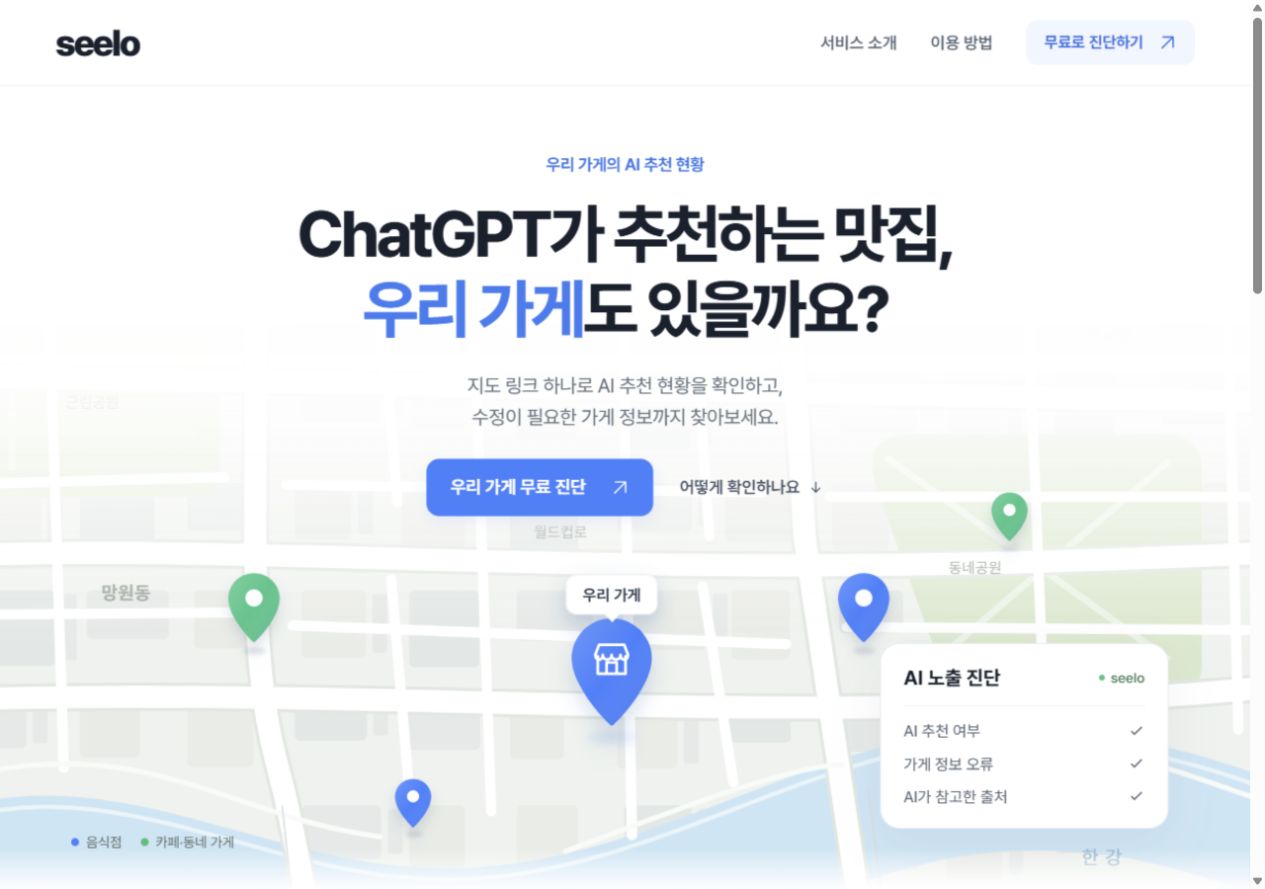 seelo
서비스 소개
이용 방법
무료로 진단하기
우리 가게의 AI 추천 현황
ChatGPT가 추천하는 맛집,
우리 가게도 있을까요?
지도 링크 하나로 AI 추천 현황을 확인하고,
수정이 필요한 가게 정보까지 찾아보세요.
우리 가게 무료 진단
어떻게 확인하나요 ↓
근린공원
월드컵로
동네공원
망원동
우리 가게
AI 노출 진단
seelo
AI 추천 여부
가게 정보 오류
AI가 참고한 출처
음식점
카페·동네 가게
한강